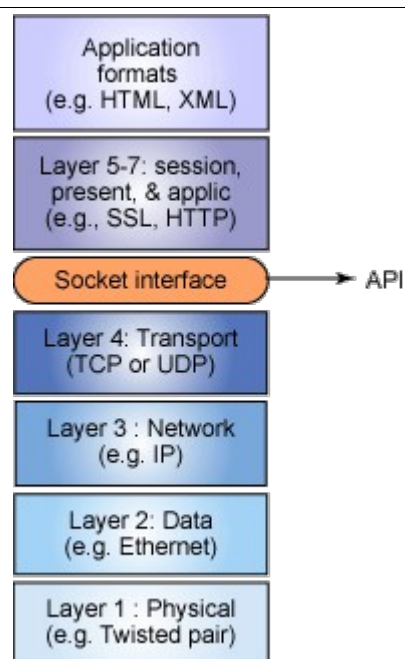 Application
formats
(e.g. HTML, XML)
Layer 5-7: session,
present, & applic
(e.g., SSL, HTTP)
Socket interface
API
Layer 4: Transport
(TCP or UDP)
Layer 3 : Network
(e.g. IP)
Layer 2: Data
(e.g. Ethernet)
Layer 1 : Physical
(e.g. Twisted pair)